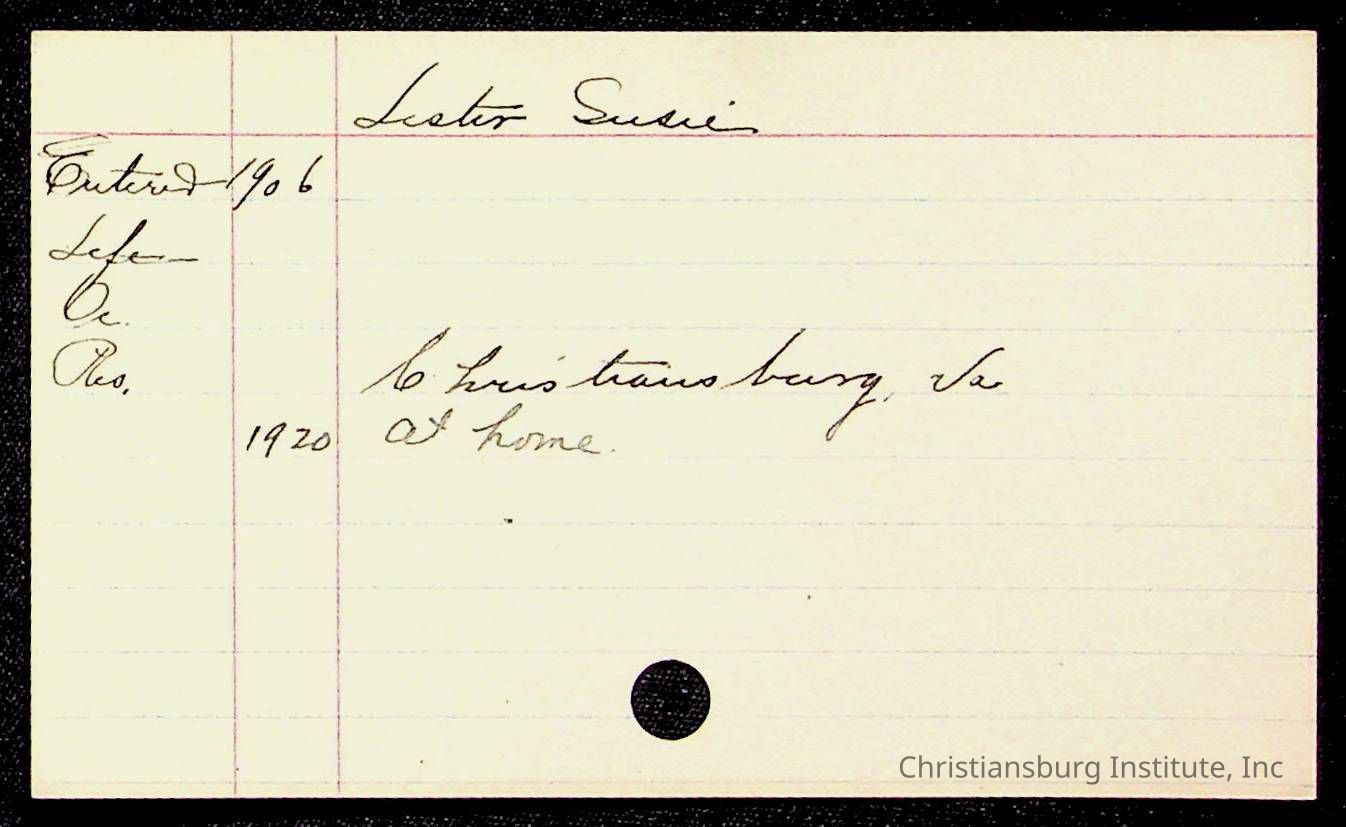 Lester Susie
Entered 1906
Left
Oc.
Res. Christiansburg, Va
1920 At home.
Christiansburg Institute, Inc